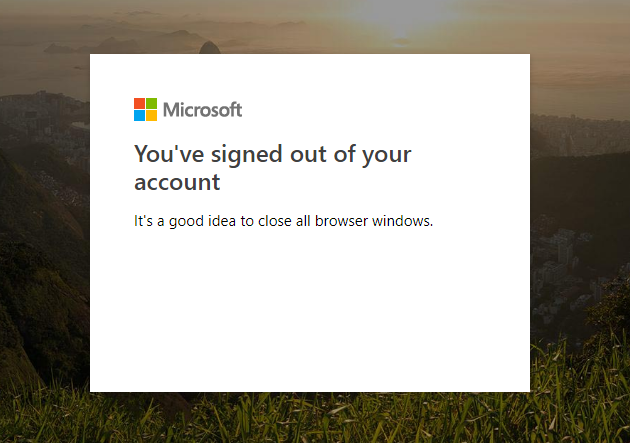 Microsoft
You've signed out of your
account
It's a good idea to close all browser windows.